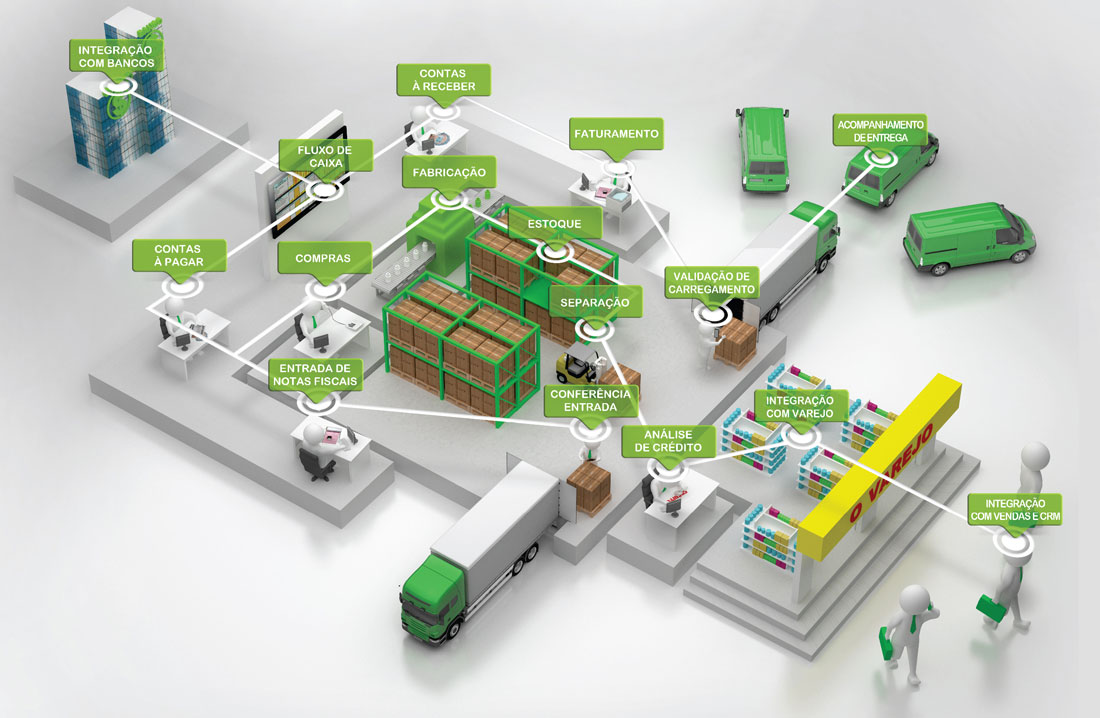 INTEGRAÇÃO
COM BANCOS
CONTAS
À RECEBER
FATURAMENTO
ACOMPANHAMENTO
DE ENTREGA
FLUXO DE
CAIXA
FABRICAÇÃO
ESTOQUE
CONTAS
À PAGAR
COMPRAS
VALIDAÇÃO DE
CARREGAMENTO
SEPARAÇÃO
ENTRADA DE
NOTAS FISCAIS
CONFERÊNCIA
ENTRADA
INTEGRAÇÃO
COM VAREJO
ANÁLISE
DE CRÉDITO
O VAREJO
INTEGRAÇÃO
COM VENDAS E CRM